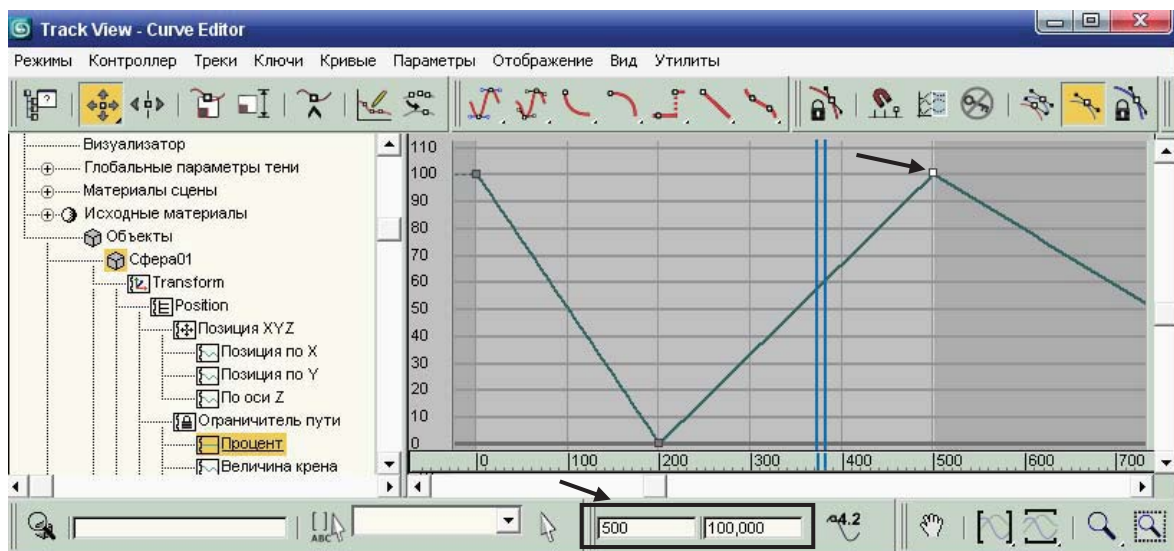 Track View - Curve Editor
Режимы Контроллер Треки Ключи Кривые Параметры Отображение Вид Утилиты
Визуализатор
Глобальные параметры тени
Материалы сцены
Исходные материалы
Объекты
Сфера01
Transform
Position
Позиция XYZ
Позиция по X
Позиция по Y
По оси Z
Ограничитель пути
Процент
Величина крена
110
100
90
80
70
60
50
40
30
20
10
0
0 100 200 300 400 500 600 700
ABC
500 100,000
4.2